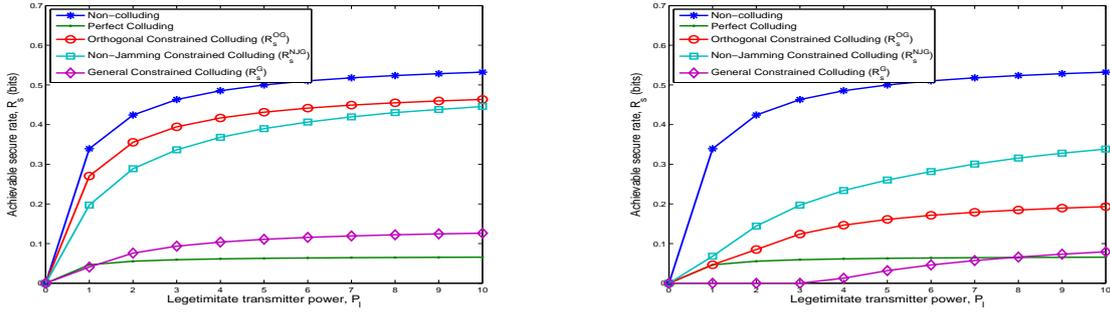 0.7
Non−colluding
Perfect Colluding
Orthogonal Constrained Colluding (R_s^OG)
Non−Jamming Constrained Colluding (R_s^NJG)
General Constrained Colluding (R_s^G)
0.6
0.5
0.4
0.3
0.2
0.1
0
Achievable secure rate, R_s (bits)
0 1 2 3 4 5 6 7 8 9 10
Legetimitate transmitter power, P_l
0.7
Non−colluding
Perfect Colluding
Orthogonal Constrained Colluding (R_s^OG)
Non−Jamming Constrained Colluding (R_s^NJG)
General Constrained Colluding (R_s^G)
0.6
0.5
0.4
0.3
0.2
0.1
0
Achievable secure rate, R_s (bits)
0 1 2 3 4 5 6 7 8 9 10
Legetimitate transmitter power, P_l